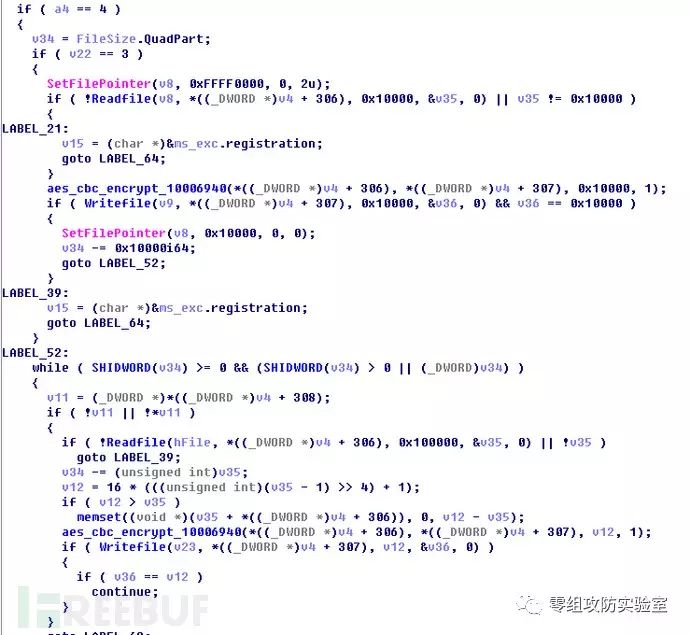 if ( a4 == 4 )
{
v34 = FileSize.QuadPart;
if ( v22 == 3 )
{
SetFilePointer(v8, 0xFFFF0000, 0, 2u);
if ( !Readfile(v8, *((_DWORD *)v4 + 306), 0x10000, &v35, 0) || v35 != 0x10000 )
{
LABEL_21:
v15 = (char *)&ms_exc.registration;
goto LABEL_64;
}
aes_cbc_encrypt_10006940(*((_DWORD *)v4 + 306), *((_DWORD *)v4 + 307), 0x10000, 1);
if ( Writefile(v9, *((_DWORD *)v4 + 307), 0x10000, &v36, 0) && v36 == 0x10000 )
{
SetFilePointer(v8, 0x10000, 0, 0);
v34 -= 0x10000i64;
goto LABEL_52;
}
LABEL_39:
v15 = (char *)&ms_exc.registration;
goto LABEL_64;
}
LABEL_52:
while ( SHIDWORD(v34) >= 0 && (SHIDWORD(v34) > 0 || (_DWORD)v34) )
{
v11 = (_DWORD *)*((_DWORD *)v4 + 308);
if ( !v11 || !*v11 )
{
if ( !Readfile(hFile, *((_DWORD *)v4 + 306), 0x100000, &v35, 0) || !v35 )
goto LABEL_39;
v34 -= (unsigned int)v35;
v12 = 16 * (((unsigned int)(v35 - 1) >> 4) + 1);
if ( v12 > v35 )
memset((void *)(v35 + *((_DWORD *)v4 + 306)), 0, v12 - v35);
aes_cbc_encrypt_10006940(*((_DWORD *)v4 + 306), *((_DWORD *)v4 + 307), v12, 1);
if ( Writefile(v23, *((_DWORD *)v4 + 307), v12, &v36, 0) )
{
if ( v36 == v12 )
continue;
}
}
FREEBUF
零组攻防实验室